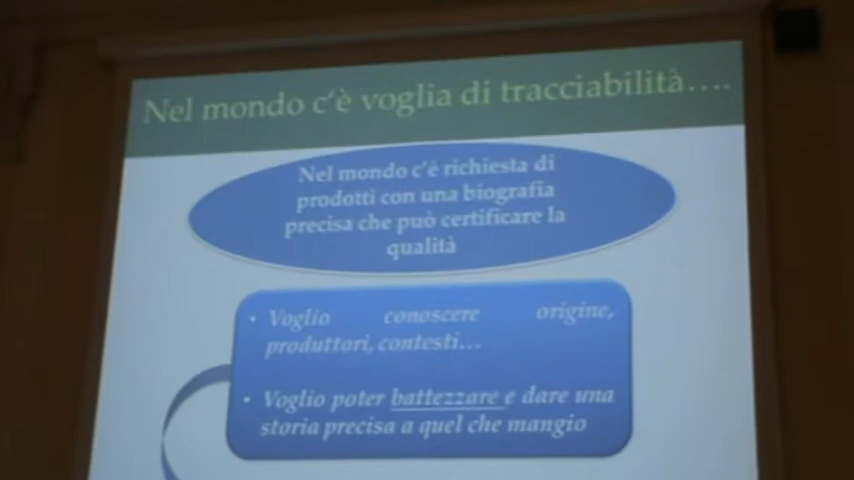 Nel mondo c'è voglia di tracciabilità….
Nel mondo c'è richiesta di
prodotti con una biografia
precisa che può certificare la
qualità
• Voglio conoscere origine,
produttori, contesti…
• Voglio poter battezzare e dare una
storia precisa a quel che mangio